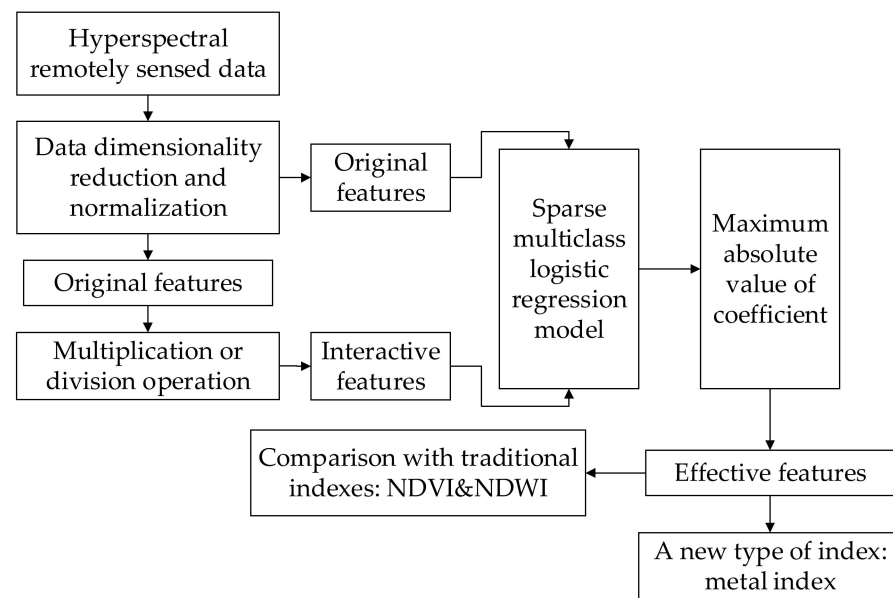 Hyperspectral
remotely sensed data
Data dimensionality
reduction and
normalization
Original
features
Sparse
multiclass
logistic
regression
model
Maximum
absolute
value of
coefficient
Original features
Multiplication or
division operation
Interactive
features
Comparison with traditional
indexes: NDVI&NDWI
Effective features
A new type of index:
metal index